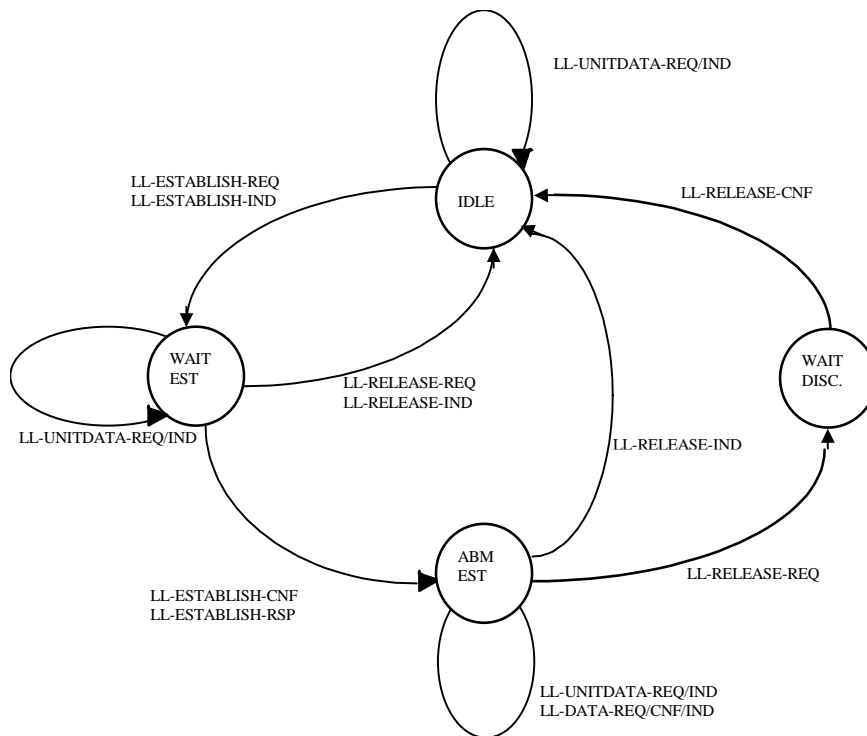 LL-UNITDATA-REQ/IND
LL-ESTABLISH-REQ
LL-ESTABLISH-IND
LL-RELEASE-CNF
IDLE
WAIT
EST
WAIT
DISC.
LL-RELEASE-REQ
LL-RELEASE-IND
LL-UNITDATA-REQ/IND
LL-RELEASE-IND
ABM
EST
LL-RELEASE-REQ
LL-ESTABLISH-CNF
LL-ESTABLISH-RSP
LL-UNITDATA-REQ/IND
LL-DATA-REQ/CNF/IND